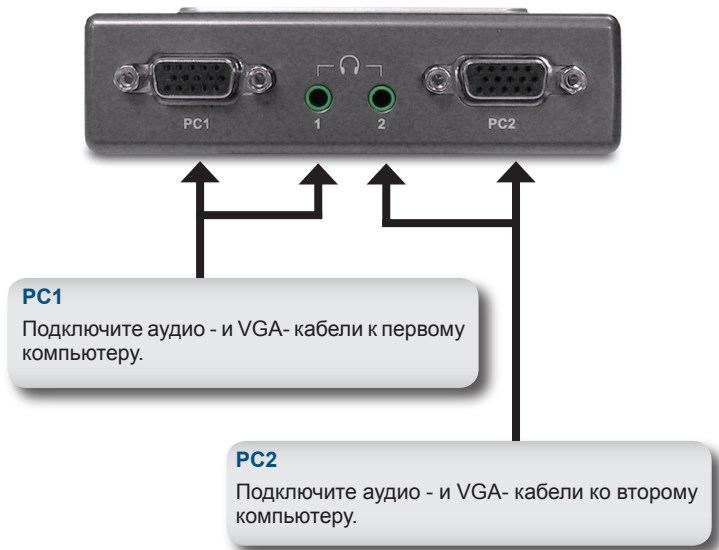 PC1 1 2 PC2
PC1
Подключите аудио - и VGA- кабели к первому
компьютеру.
PC2
Подключите аудио - и VGA- кабели ко второму
компьютеру.